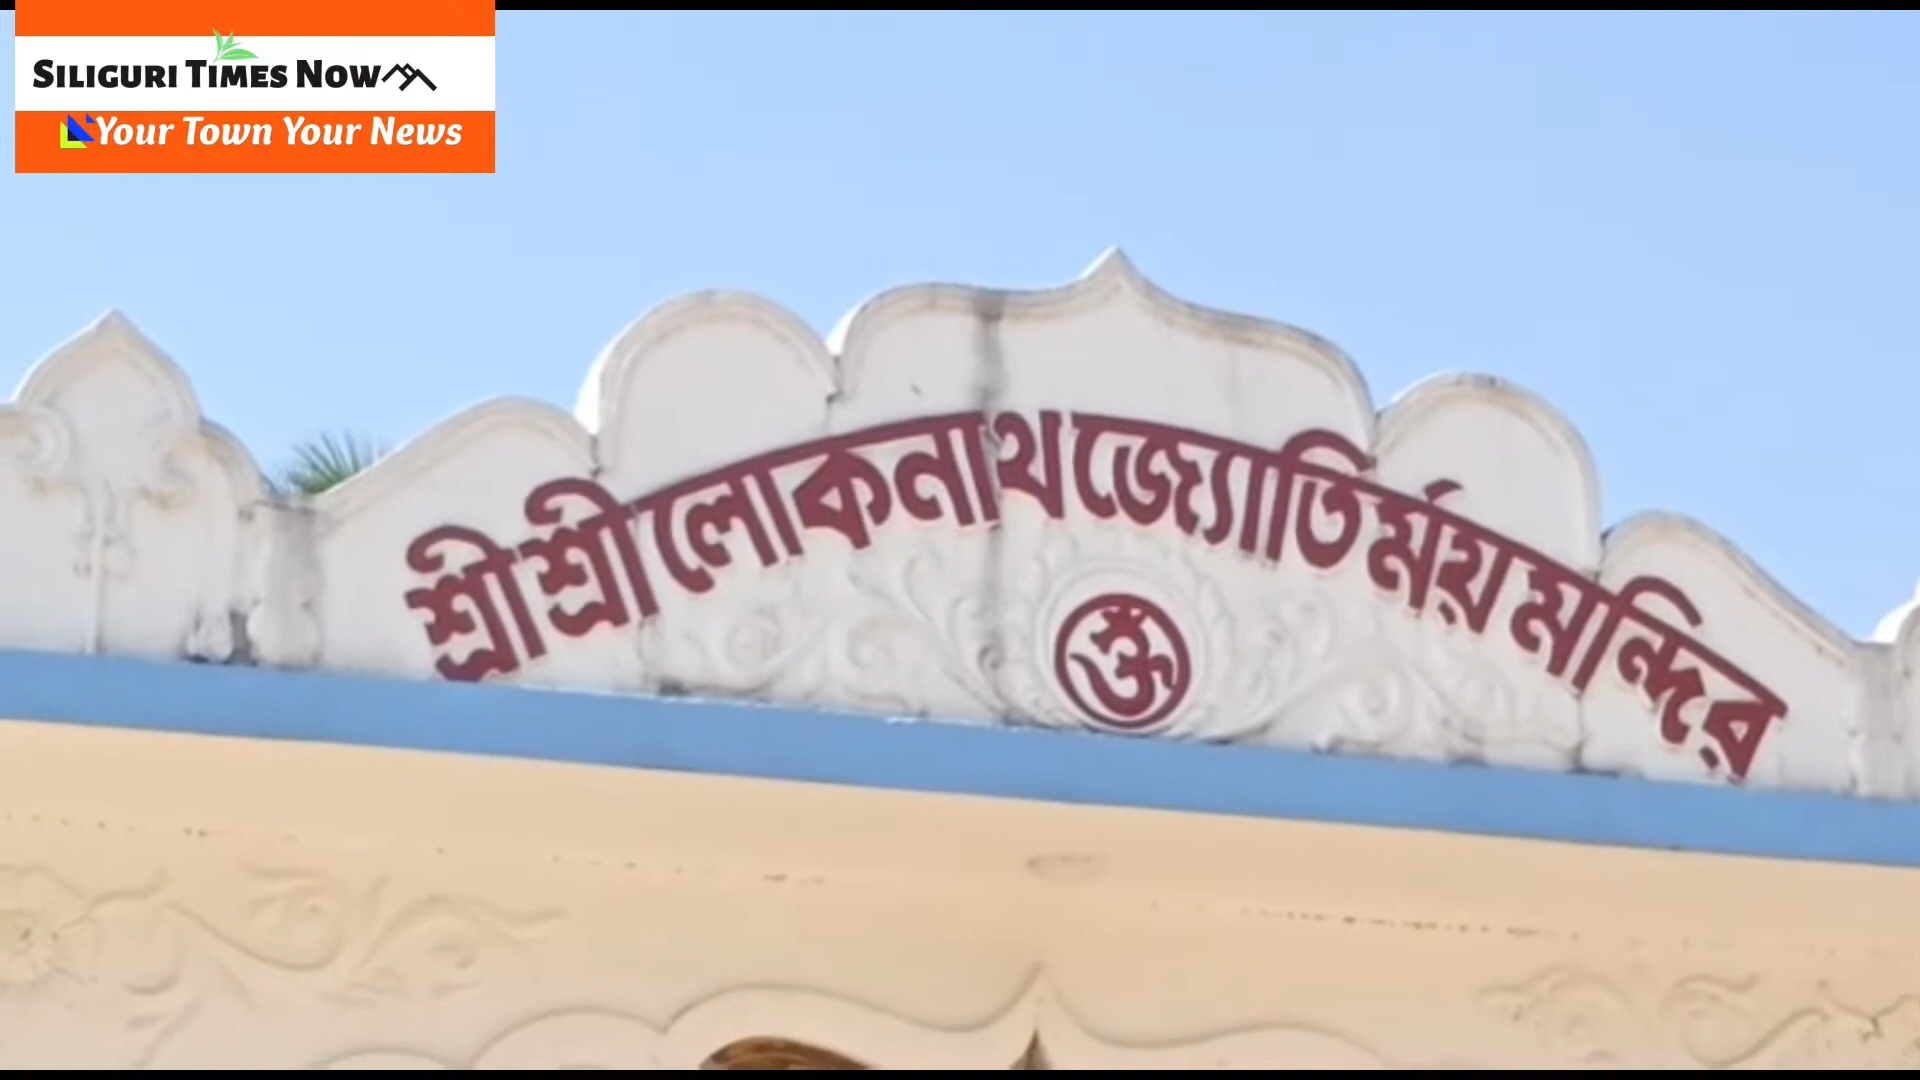 SILIGURI TIMES NOW
Your Town Your News
শ্রীশ্রী লোকনাথ জ্যোতির্ময় মন্দির
ওঁ